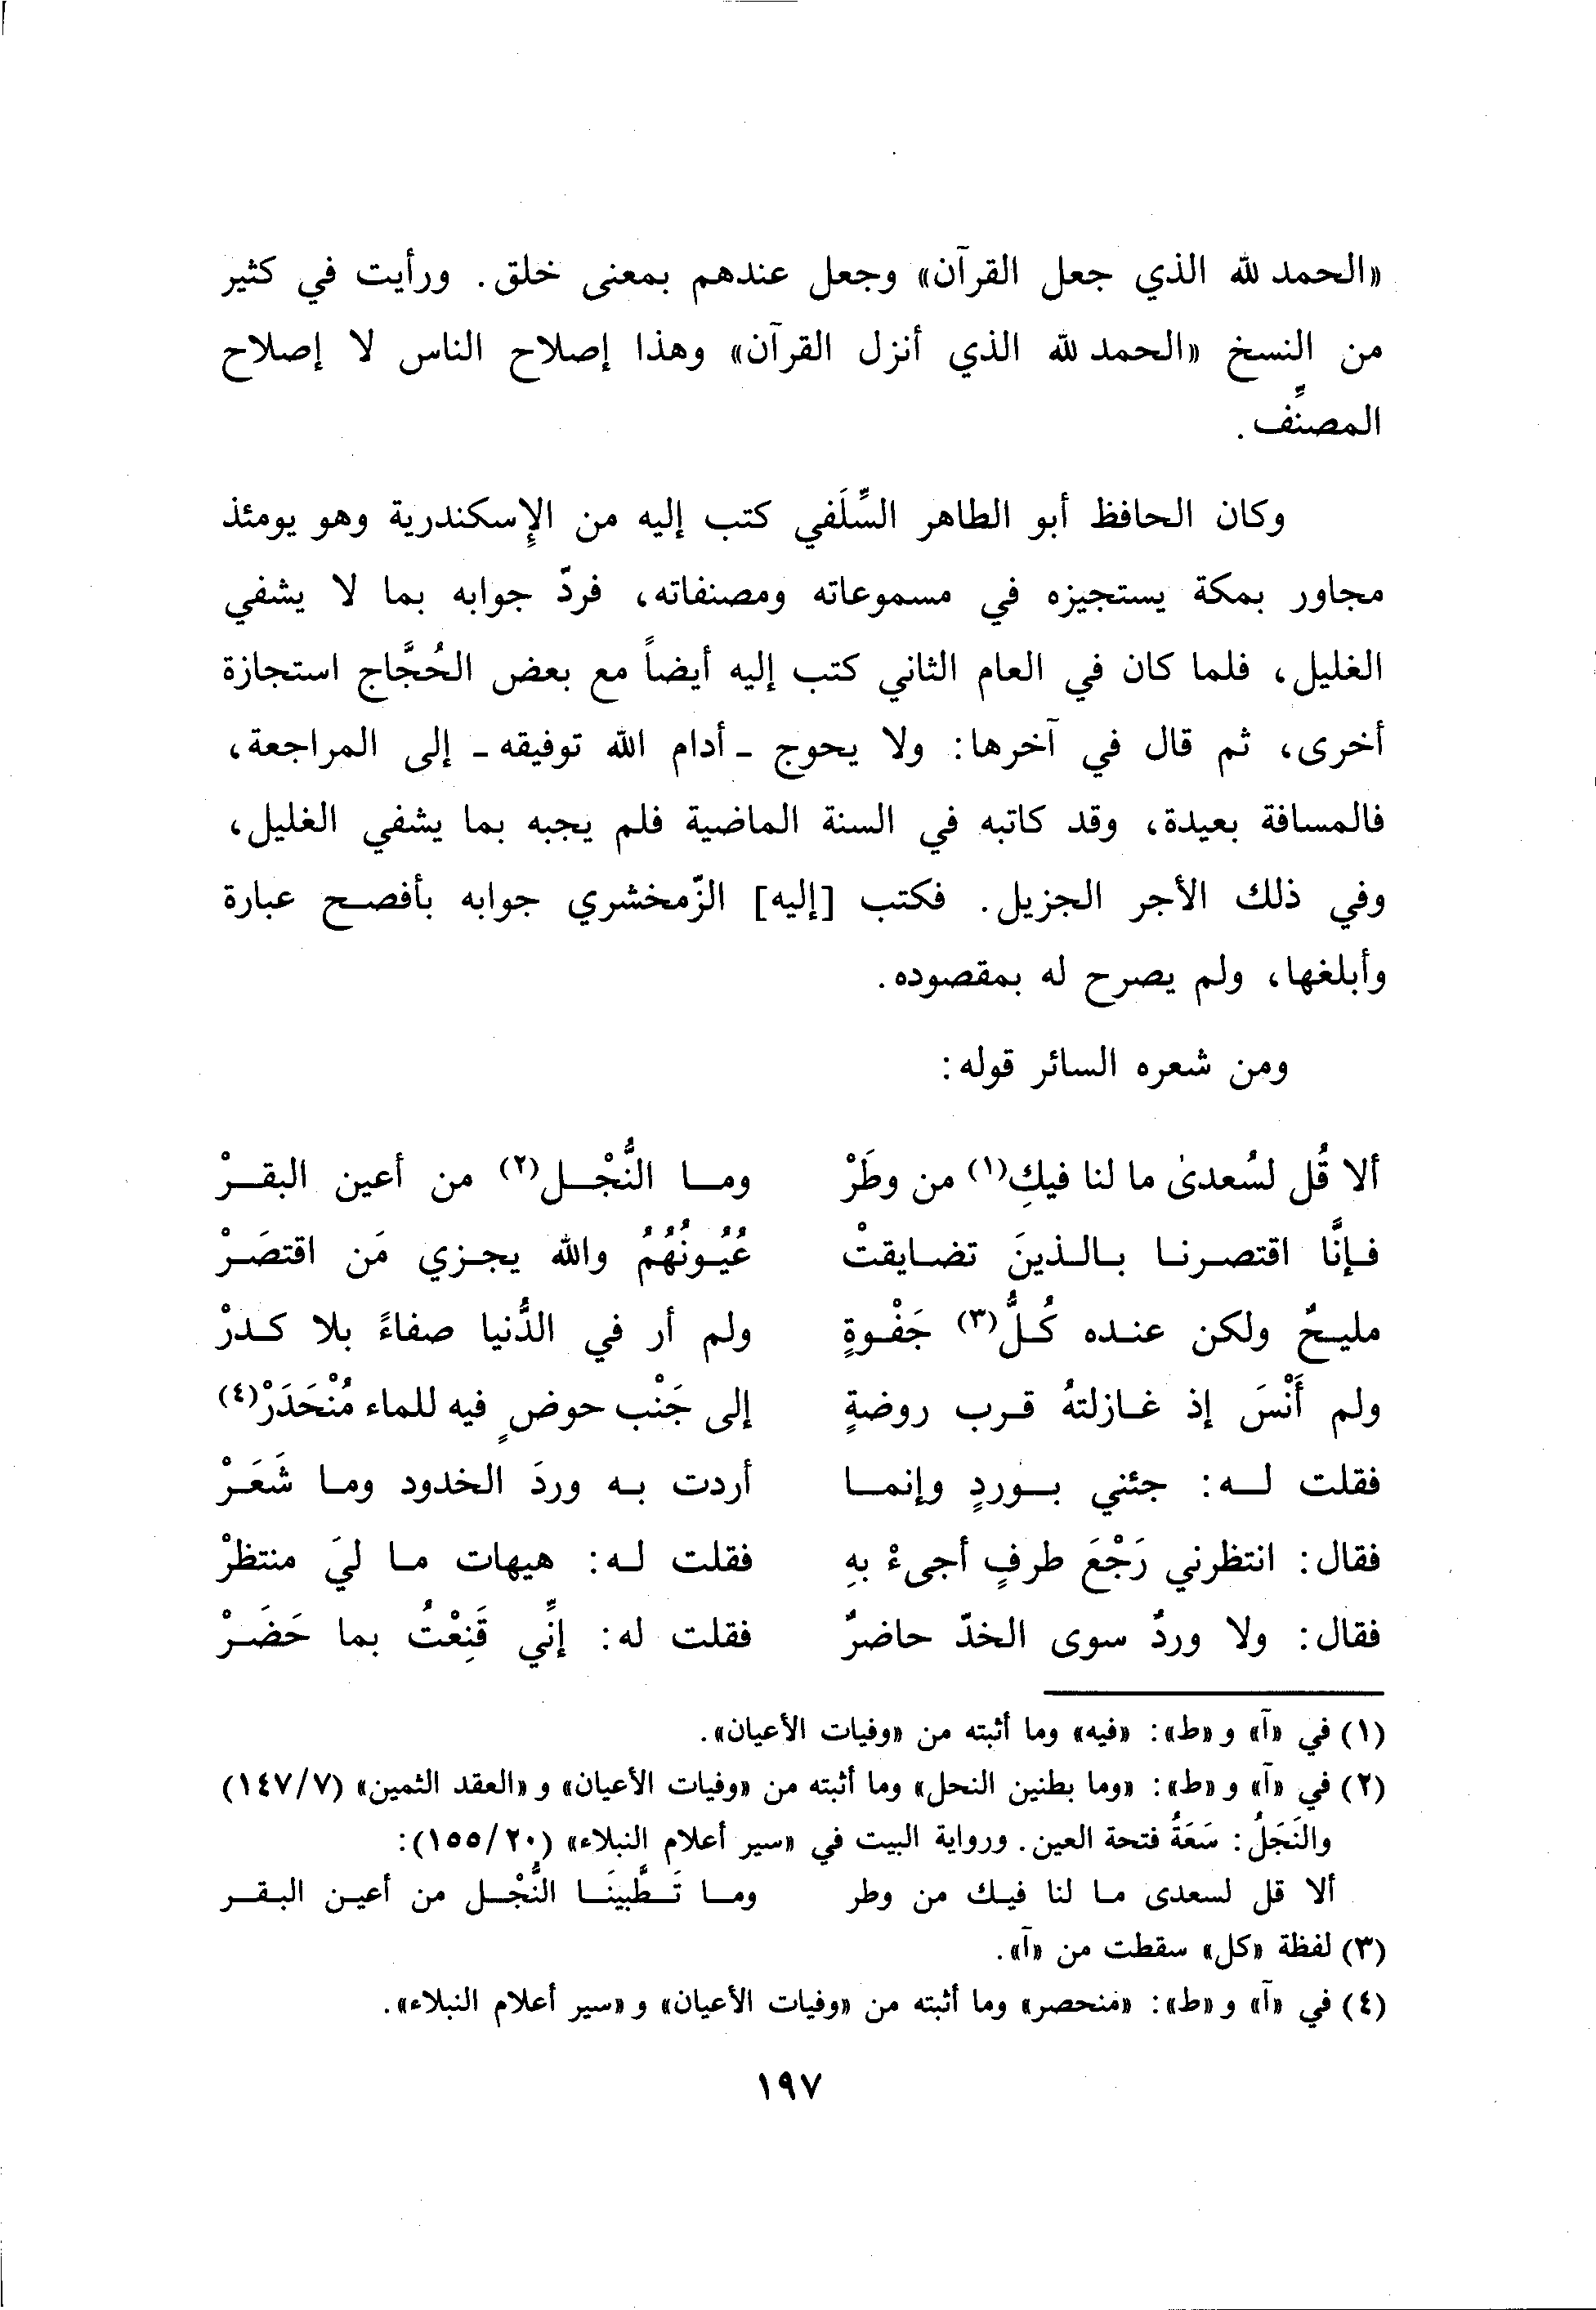 «الحمد لله الذي جعل القرآن» وجعل عندهم بمعنى خلق. ورأيت في كثير
من النسخ «الحمد لله الذي أنزل القرآن» وهذا إصلاح الناس لا إصلاح
المصنِّف.
وكان الحافظ أبو الطاهر السِّلَفي كتب إليه من الإِسكندرية وهو يومئذ
مجاور بمكة يستجيزه في مسموعاته ومصنفاته، فردّ جوابه بما لا يشفي
الغليل، فلما كان في العام الثاني كتب إليه أيضاً مع بعض الحُجَّاج استجازة
أخرى، ثم قال في آخرها: ولا يحوج - أدام الله توفيقه - إلى المراجعة،
فالمسافة بعيدة، وقد كاتبه في السنة الماضية فلم يجبه بما يشفي الغليل،
وفي ذلك الأجر الجزيل. فكتب [إليه] الزّمخشري جوابه بأفصح عبارة
وأبلغها، ولم يصرح له بمقصوده.
ومن شعره السائر قوله:
ألا قُل لسُعدىٰ ما لنا فيكِ(١) من وطَرْ وما النُّجْل(٢) من أعين البقرْ
فإنَّا اقتصرنا بالذينَ تضايقتْ عُيُونُهُمُ والله يجزي مَن اقتصَرْ
مليحٌ ولكن عنده كُلُّ(٣) جَفْوةٍ ولم أر في الدُّنيا صفاءً بلا كدرْ
ولم أَنْسَ إذ غازلتهُ قرب روضةٍ إلى جَنْب حوضٍ فيه للماء مُنْحَدَرْ(٤)
فقلت له: جئني بوردٍ وإنما أردت به وردَ الخدود وما شَعَرْ
فقال: انتظرني رَجْعَ طرفٍ أجىءْ بهِ فقلت له: هيهات ما ليَ منتظرْ
فقال: ولا وردٌ سوى الخدّ حاضرٌ فقلت له: إنِّي قَنِعْتُ بما حَضَرْ
(١) في «آ» و «ط»: «فيه» وما أثبته من «وفيات الأعيان».
(٢) في «آ» و «ط»: «وما بطنين النحل» وما أثبته من «وفيات الأعيان» و «العقد الثمين» (١٤٧/٧)
والنَجَلُ: سَعَةُ فتحة العين. ورواية البيت في «سير أعلام النبلاء» (١٥٥/٢٠):
ألا قل لسعدى ما لنا فيك من وطر وما تَطَّبِينَا النُّجْل من أعين البقر
(٣) لفظة «كل» سقطت من «آ».
(٤) في «آ» و «ط»: «منحصر» وما أثبته من «وفيات الأعيان» و «سير أعلام النبلاء».
١٩٧